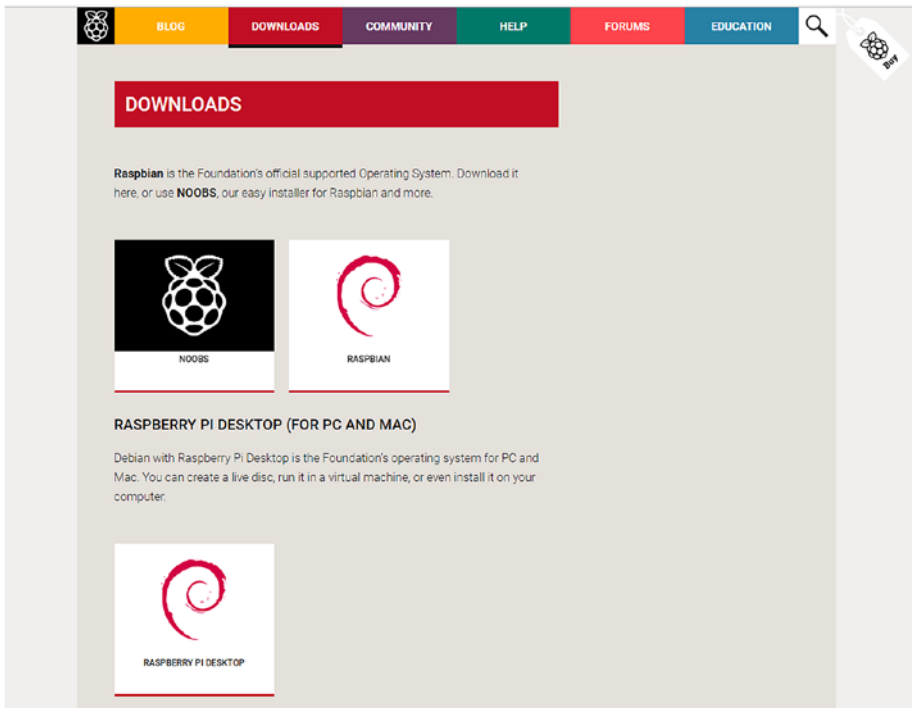 BLOG DOWNLOADS COMMUNITY HELP FORUMS EDUCATION
Buy
DOWNLOADS
Raspbian is the Foundation's official supported Operating System. Download it
here, or use NOOBS, our easy installer for Raspbian and more.
NOOBS RASPBIAN
RASPBERRY PI DESKTOP (FOR PC AND MAC)
Debian with Raspberry Pi Desktop is the Foundation's operating system for PC and
Mac. You can create a live disc, run it in a virtual machine, or even install it on your
computer.
RASPBERRY PI DESKTOP